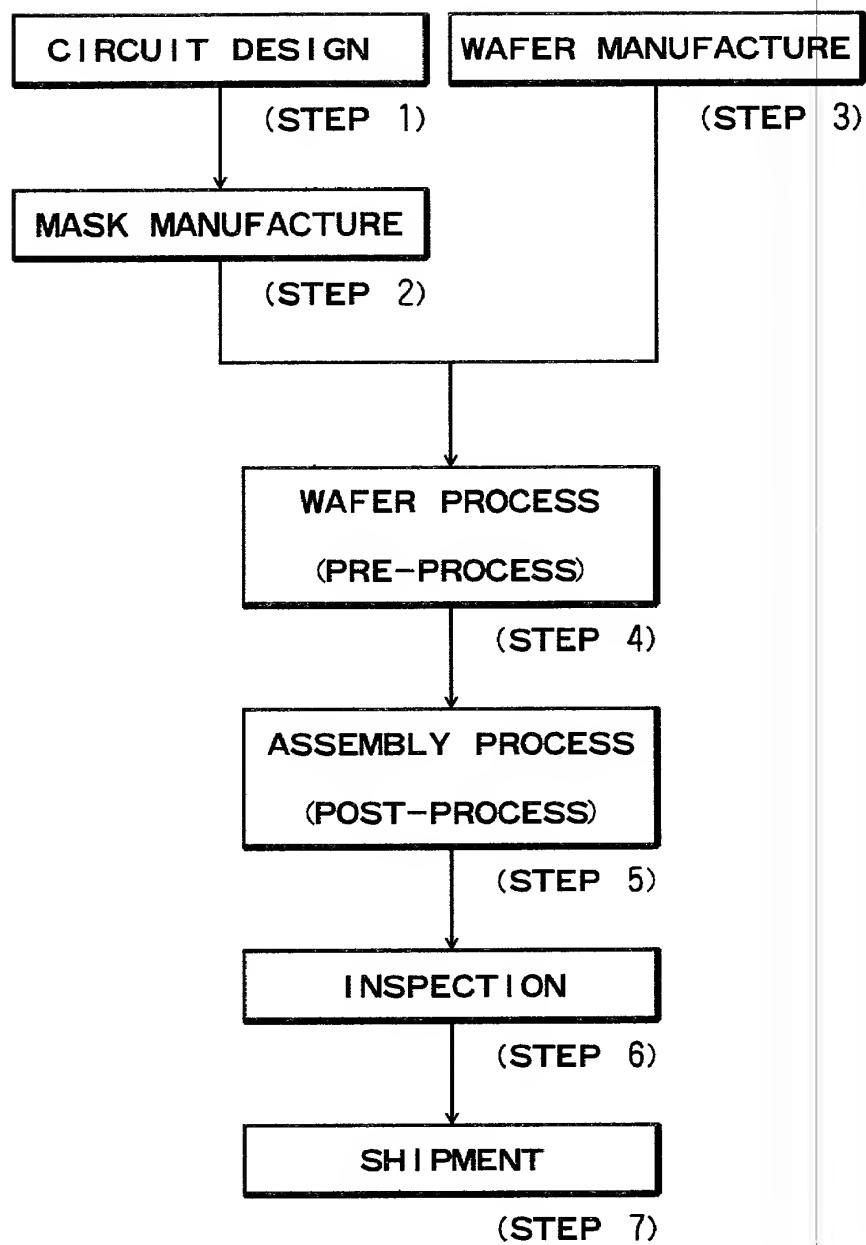 CIRCUIT DESIGN
(STEP 1)
WAFER MANUFACTURE
(STEP 3)
MASK MANUFACTURE
(STEP 2)
WAFER PROCESS
(PRE-PROCESS)
(STEP 4)
ASSEMBLY PROCESS
(POST-PROCESS)
(STEP 5)
INSPECTION
(STEP 6)
SHIPMENT
(STEP 7)